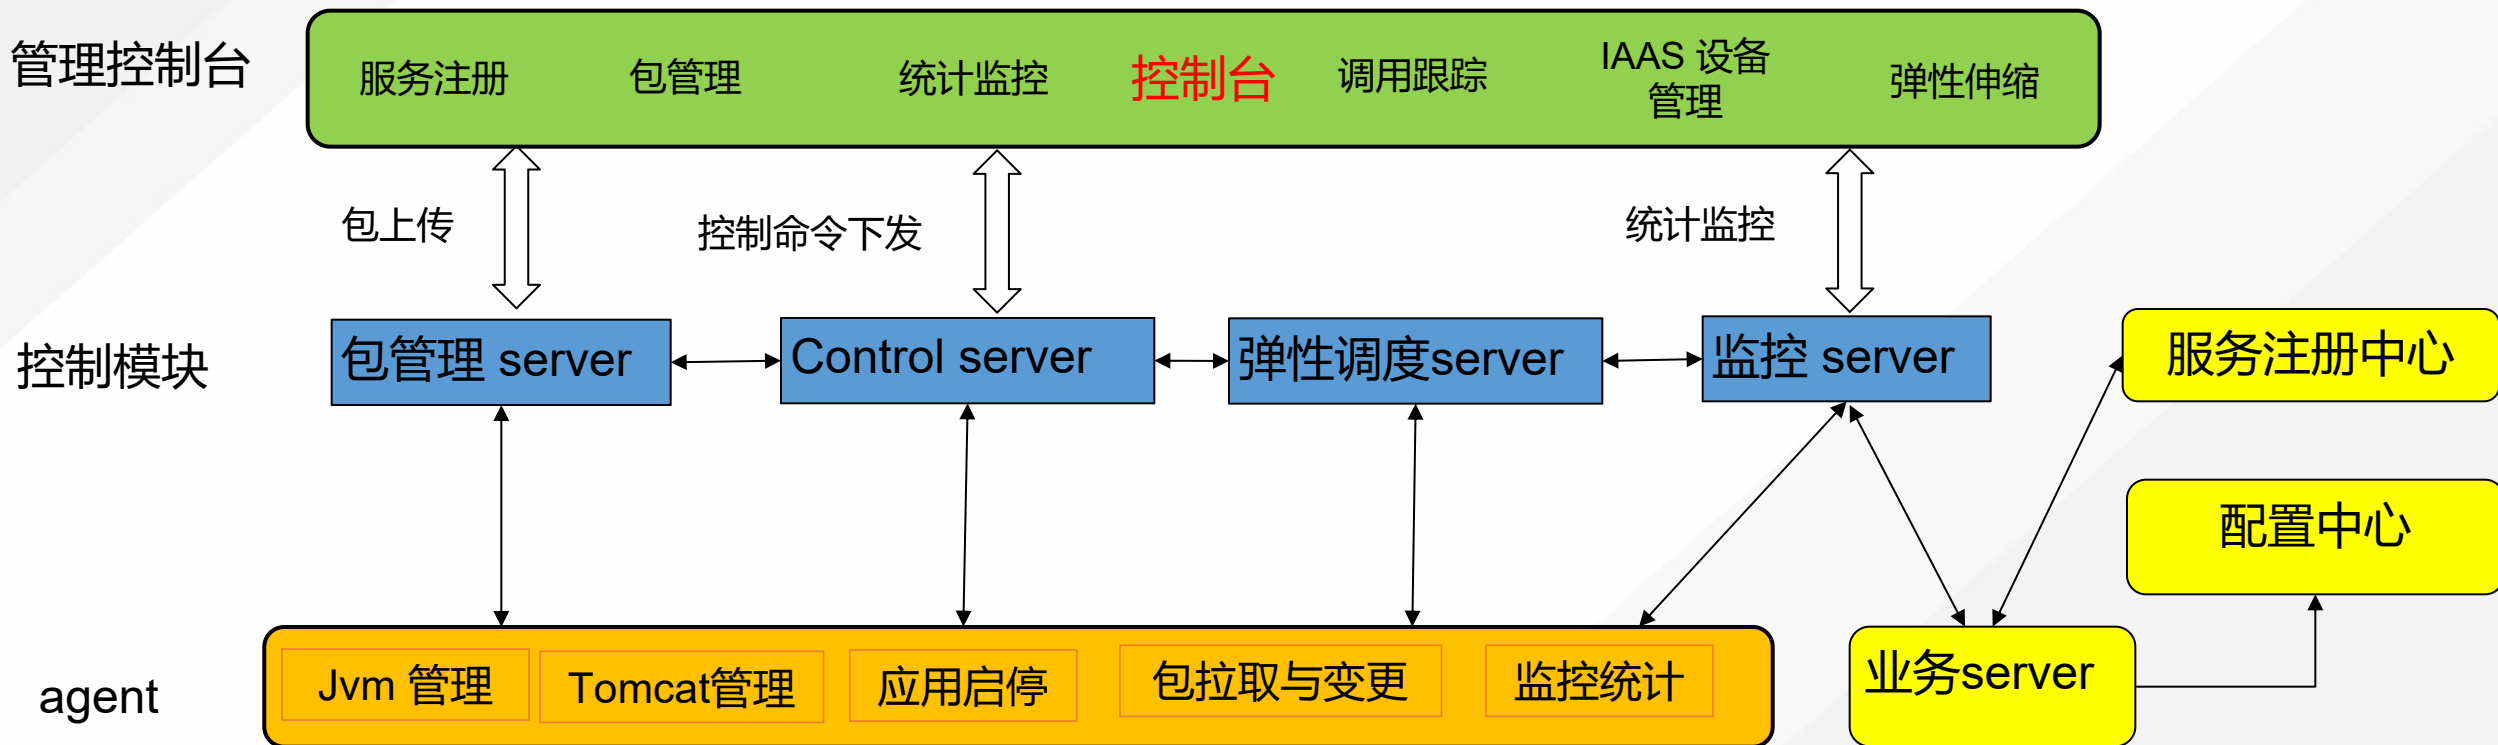 管理控制台
服务注册
包管理
统计监控
控制台
调用跟踪
IAAS 设备
管理
弹性伸缩
包上传
控制命令下发
统计监控
控制模块
包管理 server
Control server
弹性调度server
监控 server
服务注册中心
配置中心
agent
Jvm 管理
Tomcat管理
应用启停
包拉取与变更
监控统计
业务server